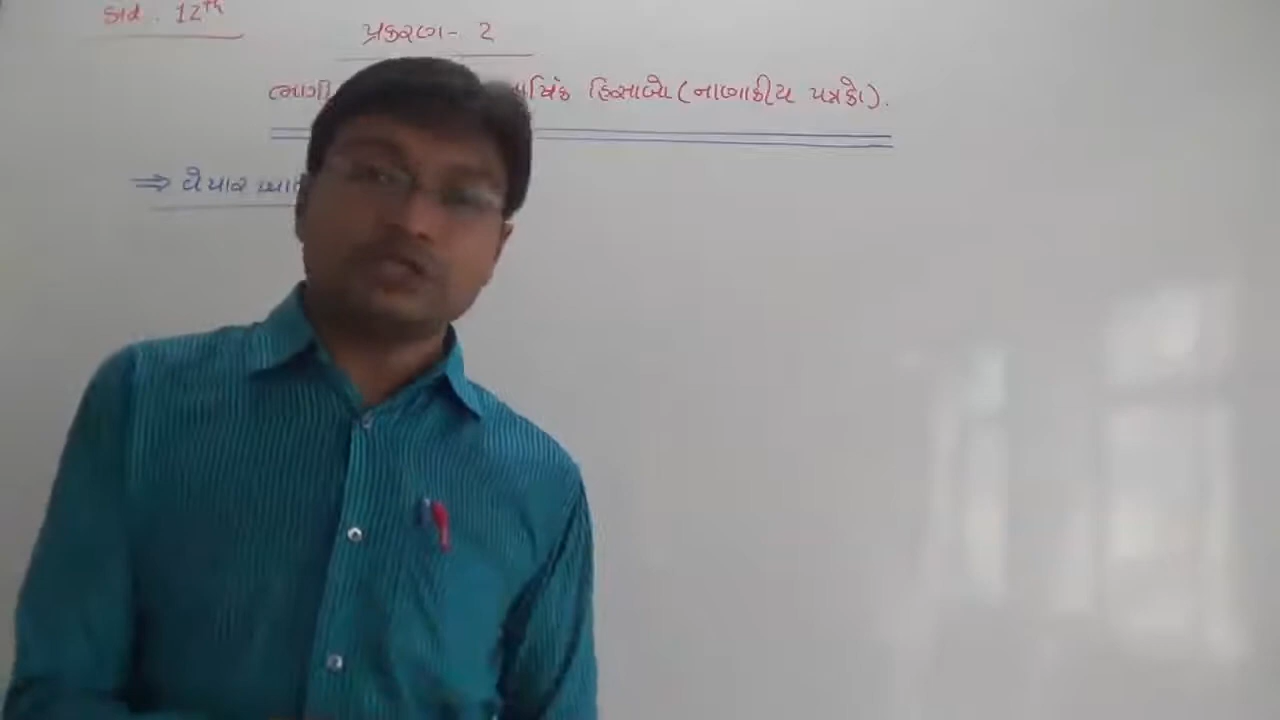 Std. 12th
પ્રકરણ - 2
હિસાબો (નાણાકીય પત્રકો).
⇒ વેપાર